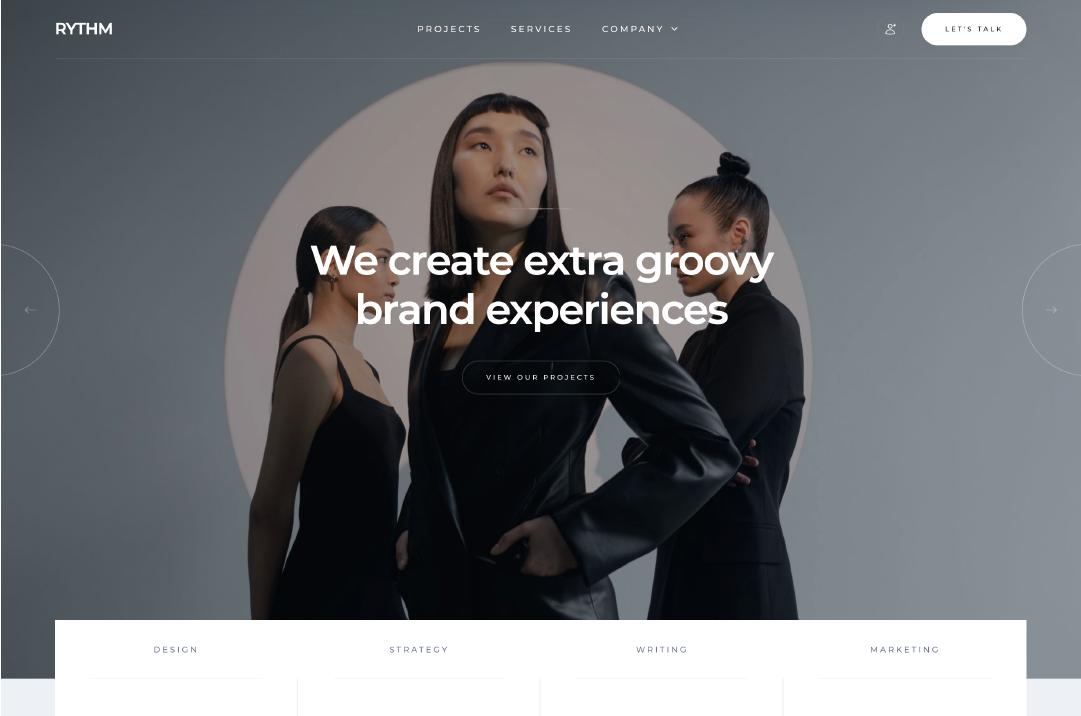 RYTHM
PROJECTS
SERVICES
COMPANY
LET'S TALK
We create extra groovy
brand experiences
VIEW OUR PROJECTS
DESIGN
STRATEGY
WRITING
MARKETING